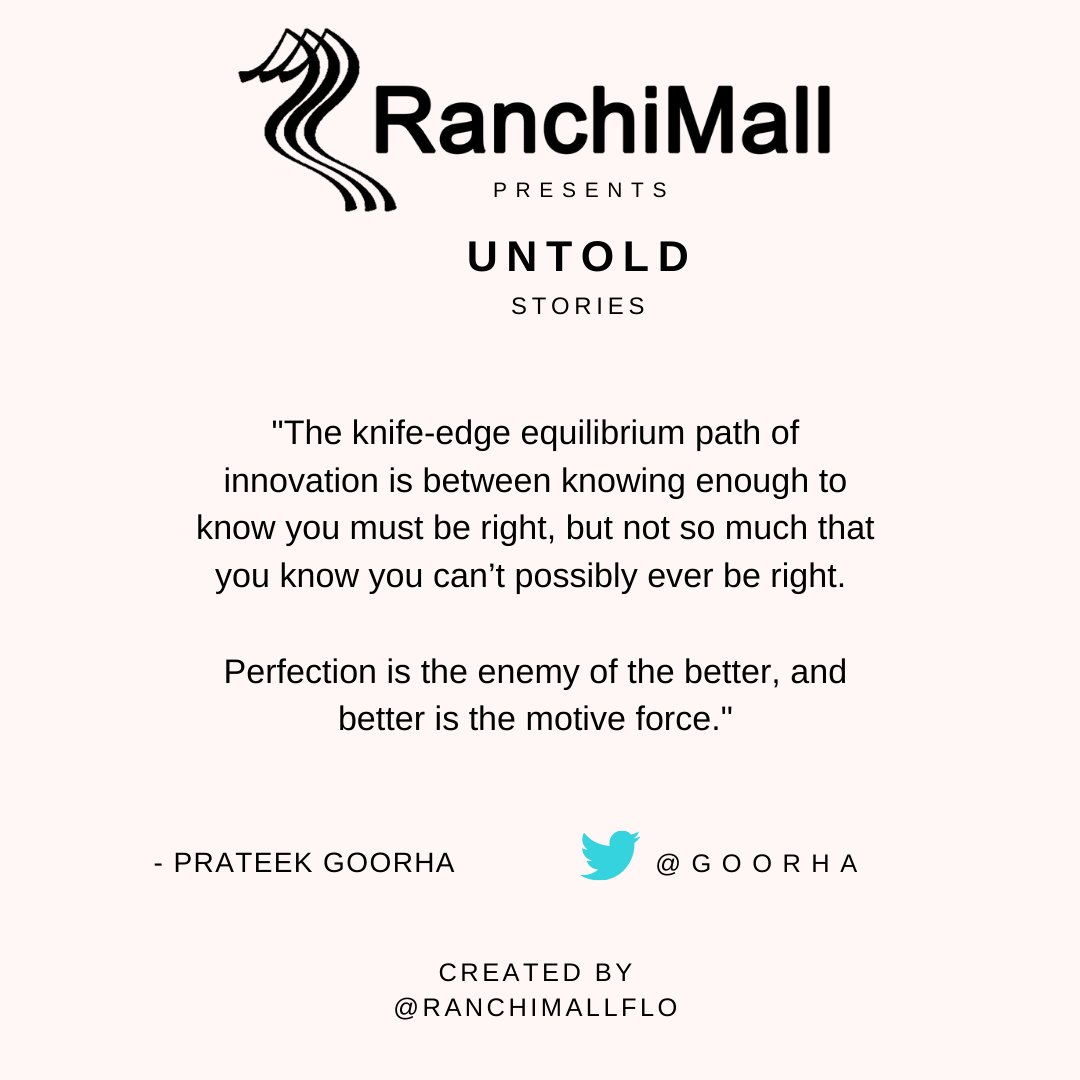 RanchiMall
PRESENTS
UNTOLD
STORIES
"The knife-edge equilibrium path of
innovation is between knowing enough to
know you must be right, but not so much that
you know you can’t possibly ever be right.
Perfection is the enemy of the better, and
better is the motive force."
- PRATEEK GOORHA
@GOORHA
CREATED BY
@RANCHIMALLFLO